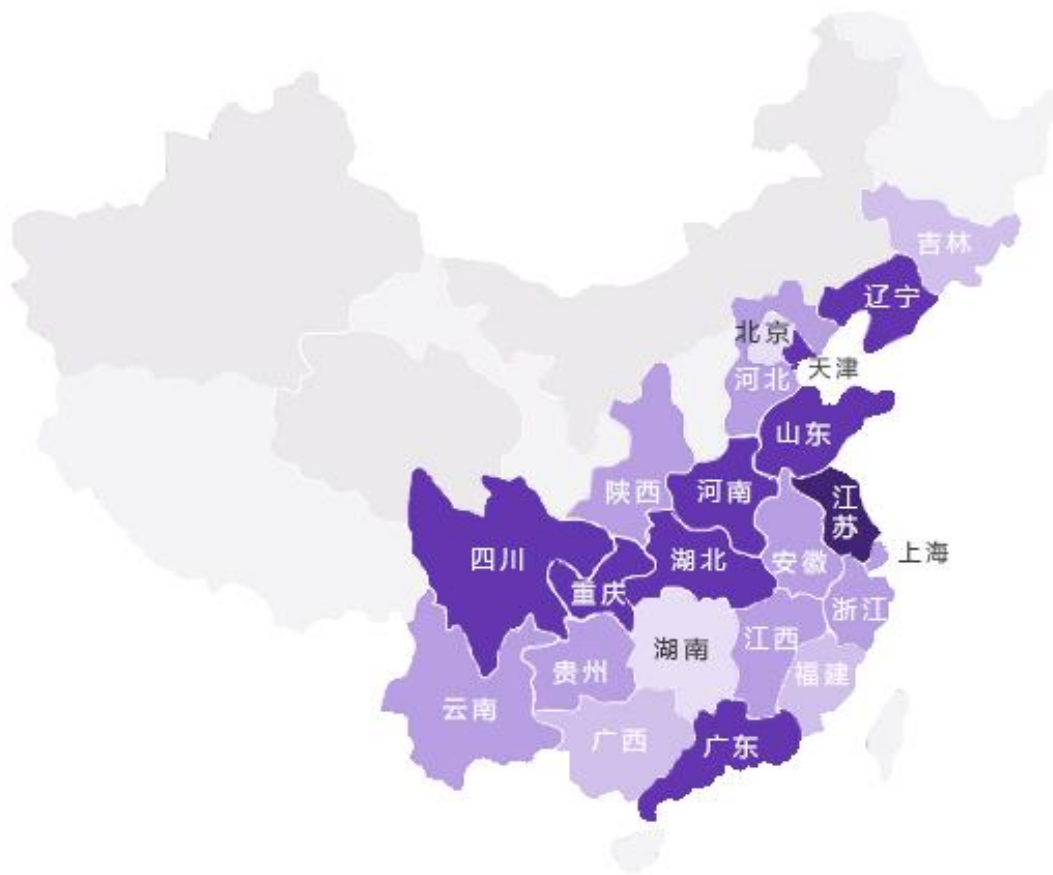 吉林
辽宁
北京
天津
河北
山东
陕西
河南
江
苏
四川
湖北
安徽
上海
重庆
浙江
湖南
江西
贵州
福建
云南
广西
广东